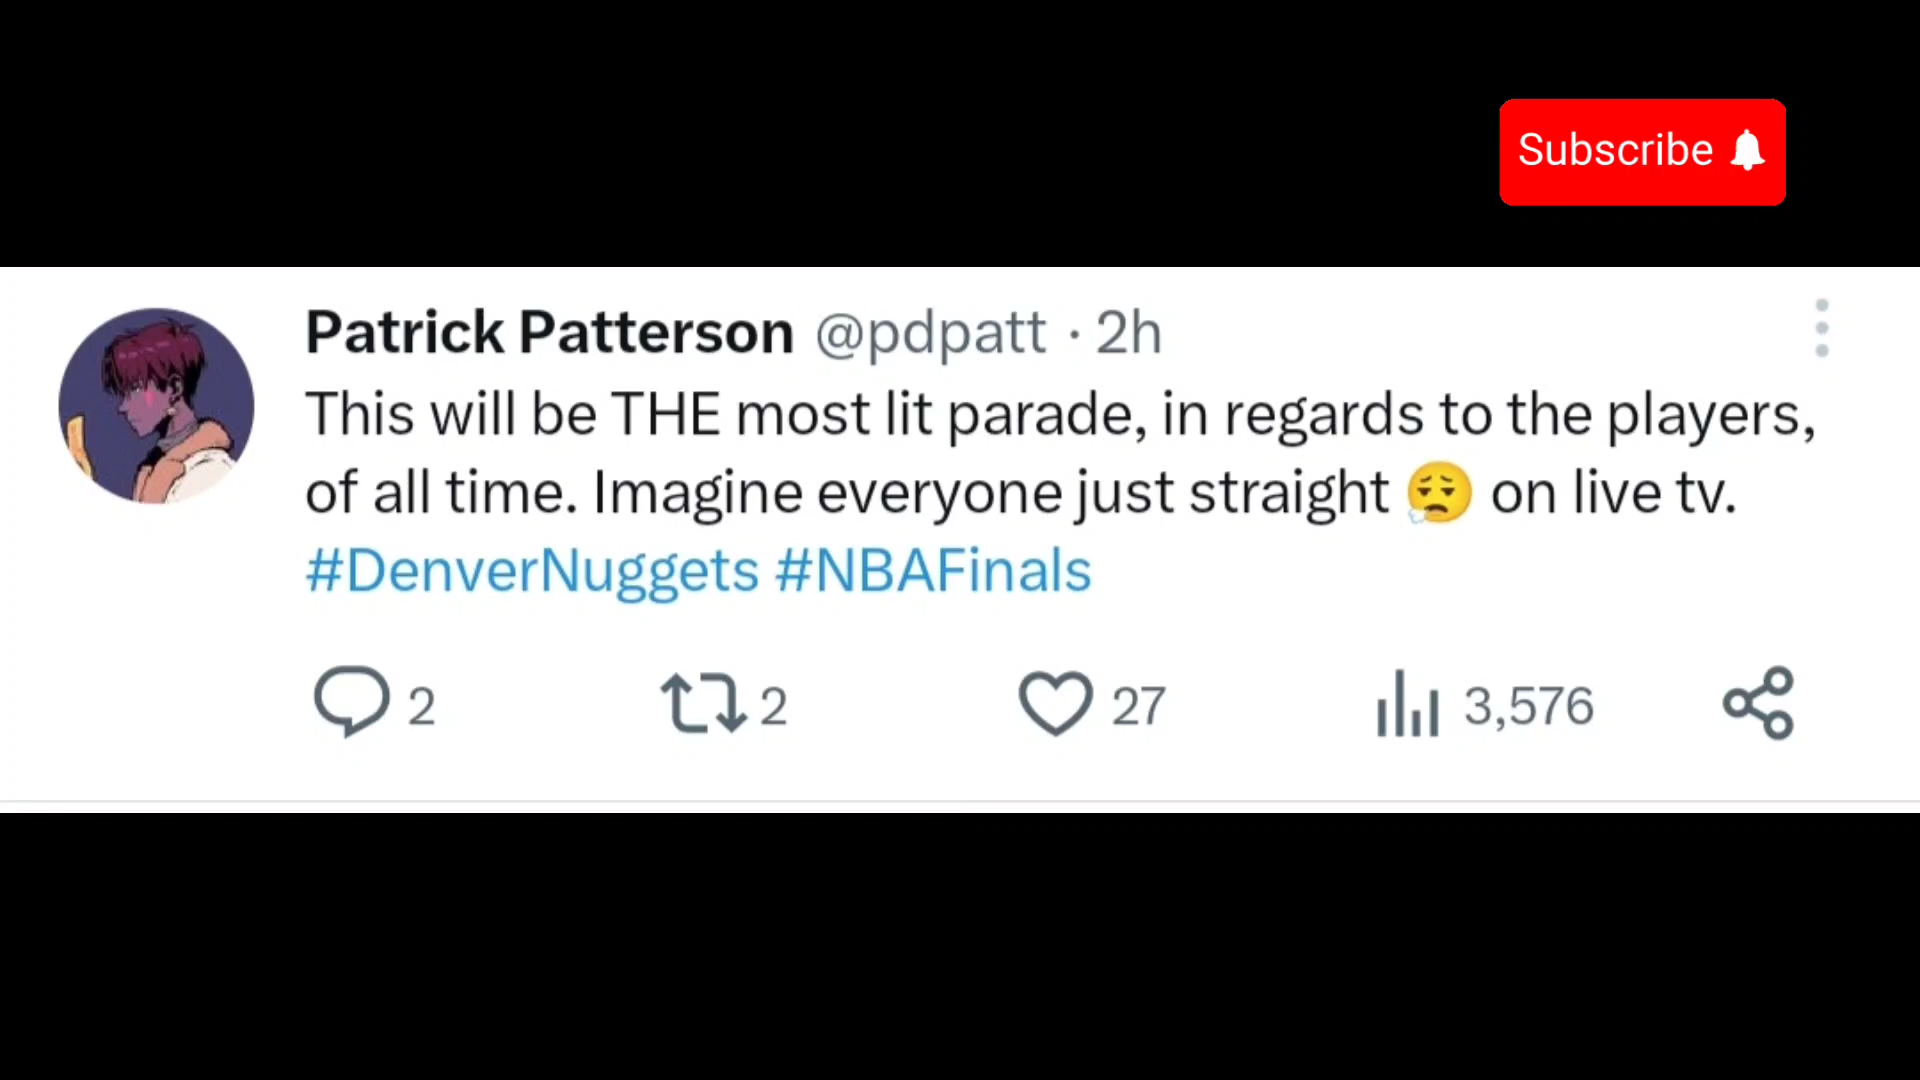 Subscribe
Patrick Patterson @pdpatt · 2h
This will be THE most lit parade, in regards to the players,
of all time. Imagine everyone just straight 😮‍💨 on live tv.
#DenverNuggets #NBAFinals
2 2 27 3,576